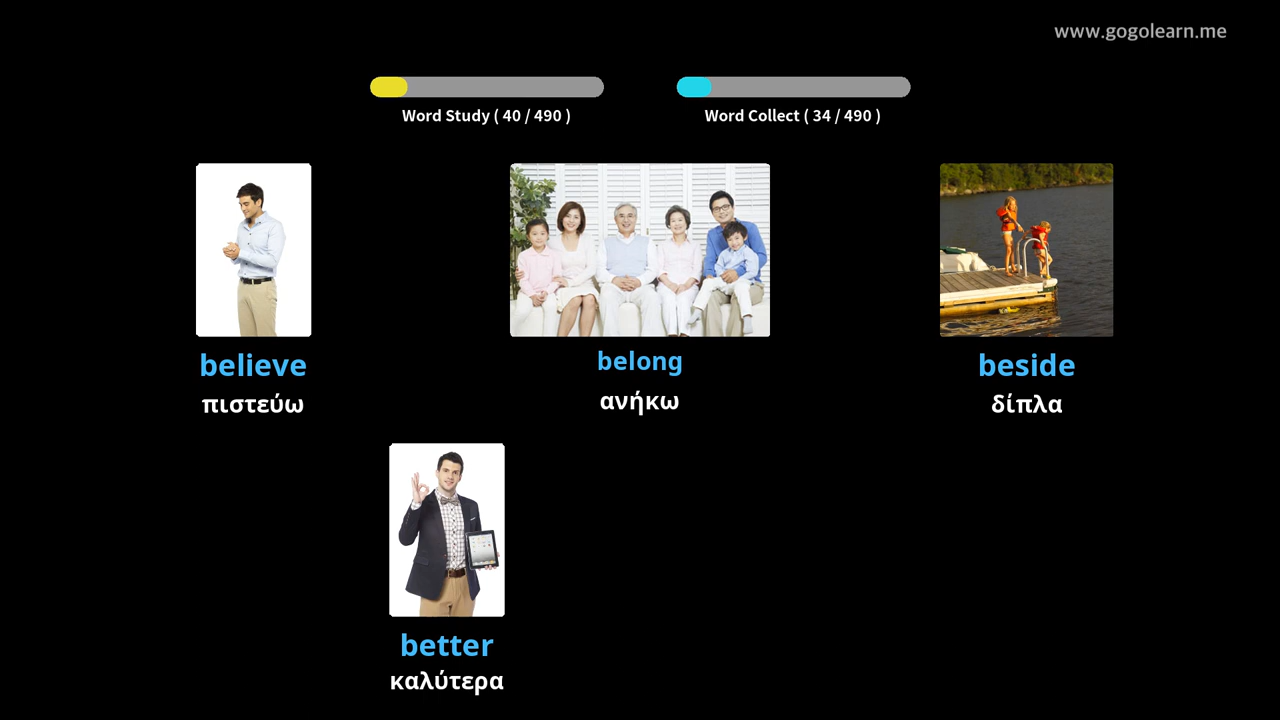 www.gogolearn.me
Word Study ( 40 / 490 )
Word Collect ( 34 / 490 )
believe
πιστεύω
belong
ανήκω
beside
δίπλα
better
καλύτερα